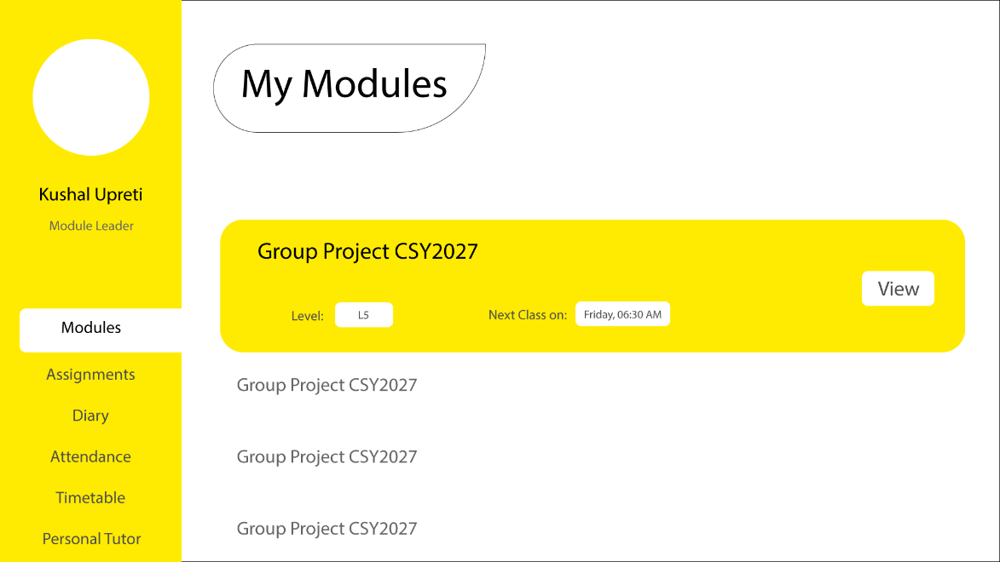 Kushal Upreti
Module Leader
Modules
Assignments
Diary
Attendance
Timetable
Personal Tutor
My Modules
Group Project CSY2027
View
Level: L5 Next Class on: Friday, 06:30 AM
Group Project CSY2027
Group Project CSY2027
Group Project CSY2027